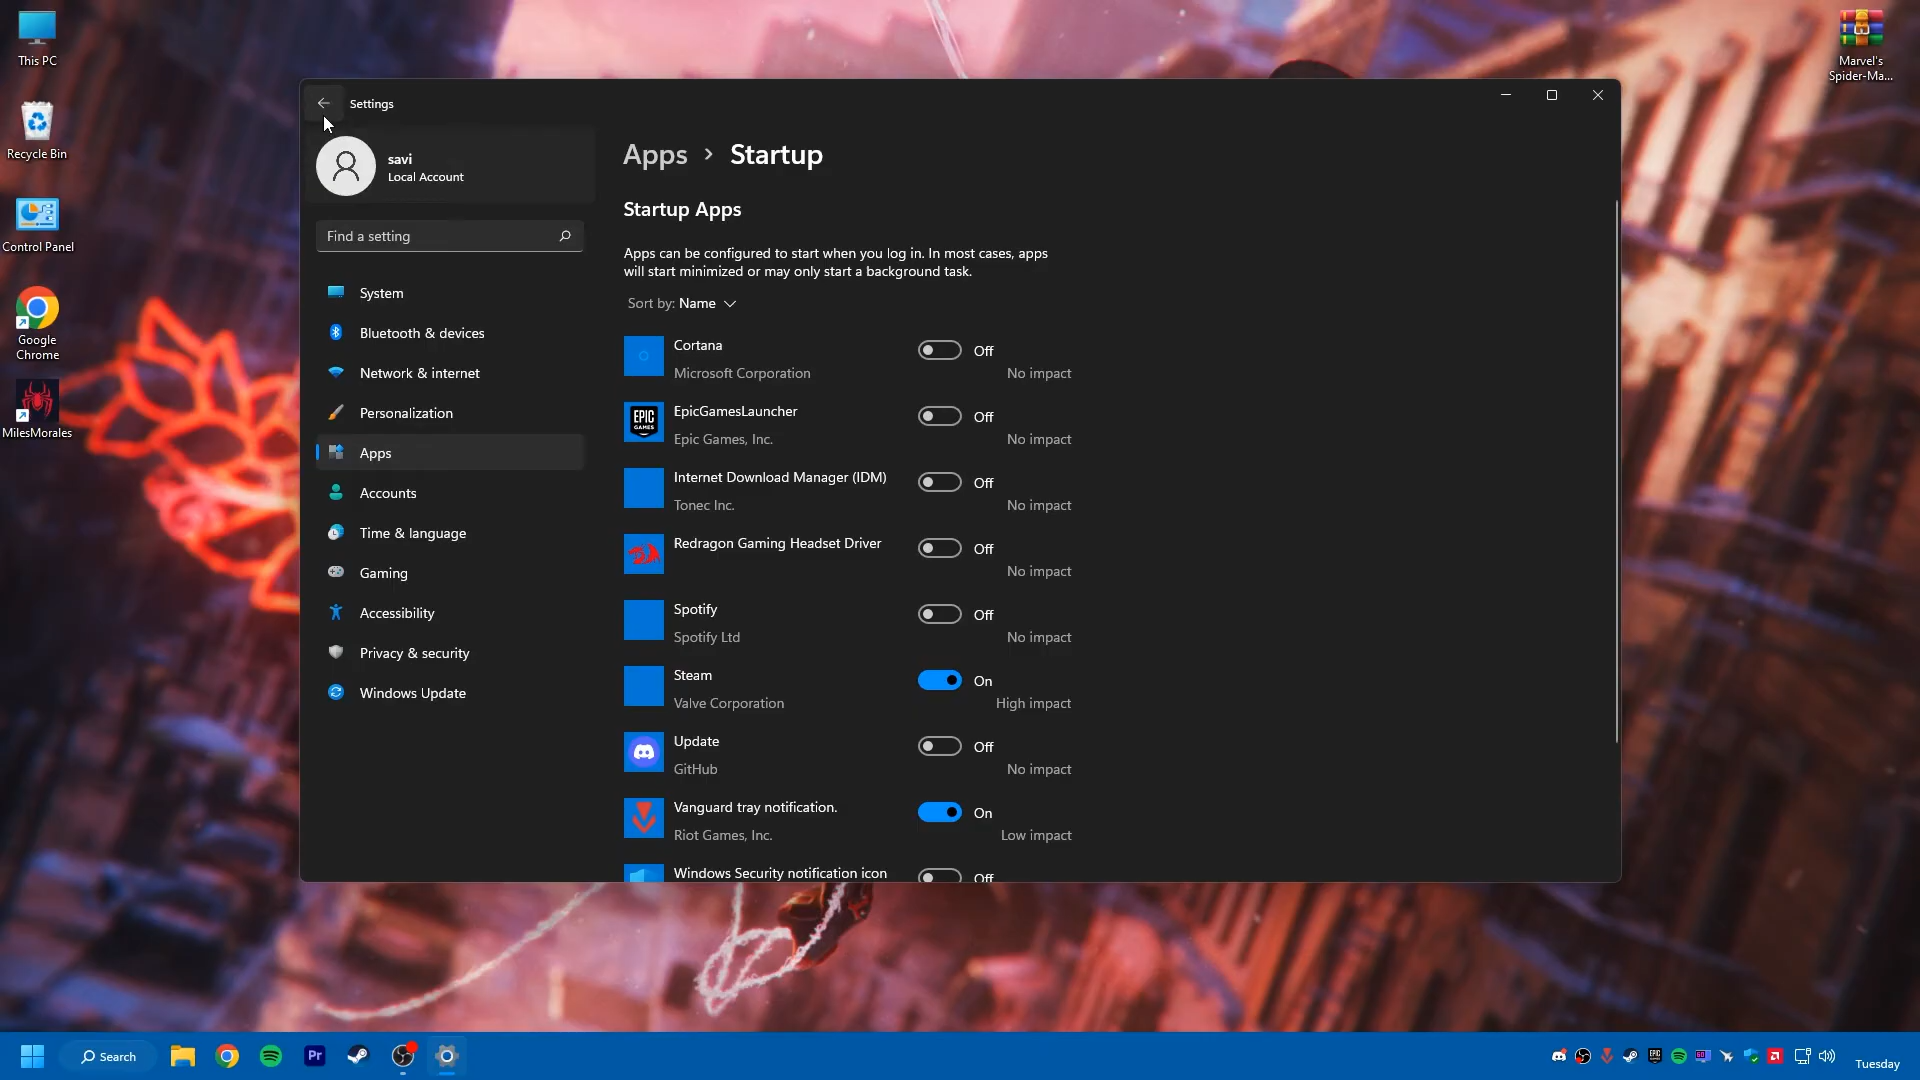 This PC
Recycle Bin
Control Panel
Google
Chrome
MilesMorales
Marvel's
Spider-Ma...
Settings
savi
Local Account
Find a setting
System
Bluetooth & devices
Network & internet
Personalization
Apps
Accounts
Time & language
Gaming
Accessibility
Privacy & security
Windows Update
Apps > Startup
Startup Apps
Apps can be configured to start when you log in. In most cases, apps
will start minimized or may only start a background task.
Sort by: Name
Cortana
Off
Microsoft Corporation
No impact
EPIC
GAMES
EpicGamesLauncher
Off
Epic Games, Inc.
No impact
Internet Download Manager (IDM)
Off
Tonec Inc.
No impact
Redragon Gaming Headset Driver
Off
No impact
Spotify
Off
Spotify Ltd
No impact
Steam
On
Valve Corporation
High impact
Update
Off
GitHub
No impact
Vanguard tray notification.
On
Riot Games, Inc.
Low impact
Windows Security notification icon
Off
Search
Pr
Tuesday